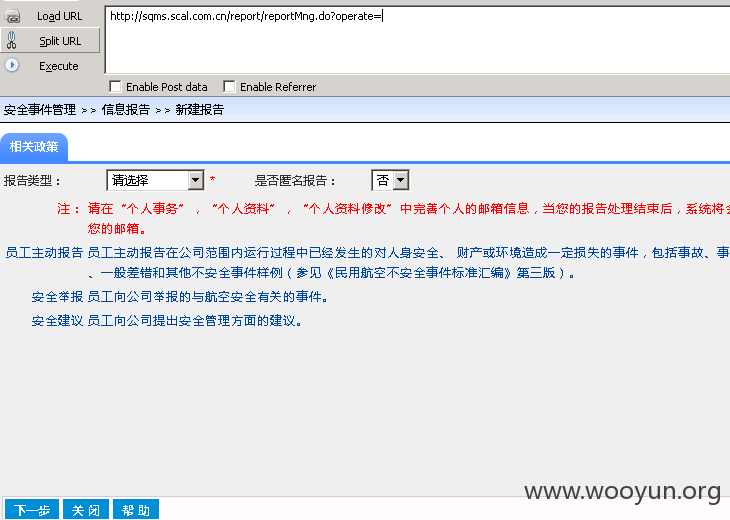 Load URL
http://sqms.scal.com.cn/report/reportMng.do?operate=
Split URL
Execute
Enable Post data Enable Referrer
安全事件管理 >> 信息报告 >> 新建报告
相关政策
报告类型： 请选择 * 是否匿名报告： 否
注：请在“个人事务”，“个人资料”，“个人资料修改”中完善个人的邮箱信息，当您的报告处理结束后，系统将
您的邮箱。
员工主动报告 员工主动报告在公司范围内运行过程中已经发生的对人身安全、 财产或环境造成一定损失的事件，包括事故、事
、一般差错和其他不安全事件样例（参见《民用航空不安全事件标准汇编》第三版）。
安全举报 员工向公司举报的与航空安全有关的事件。
安全建议 员工向公司提出安全管理方面的建议。
www.wooyun.org
下一步 关 闭 帮 助